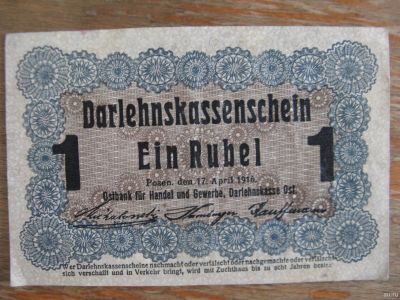 Darlehnskassenschein
1 Ein Rubel 1
Posen, den 17. April 1916.
Ostbank für Handel und Gewerbe, Darlehnskasse Ost
Wer Darlehnskassenscheine nachmacht oder verfälscht oder nachgemachte oder verfälschte
sich verschafft und in Verkehr bringt, wird mit Zuchthaus bis zu acht Jahren